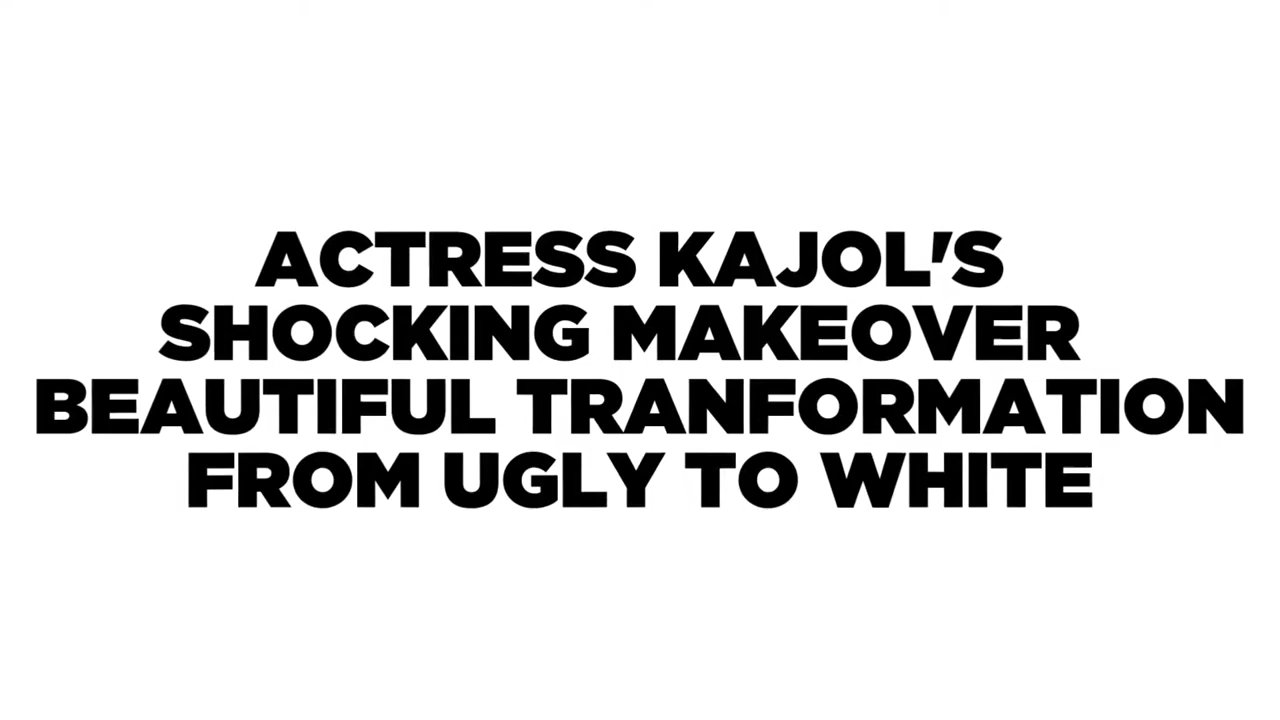 ACTRESS KAJOL'S
SHOCKING MAKEOVER
BEAUTIFUL TRANFORMATION
FROM UGLY TO WHITE